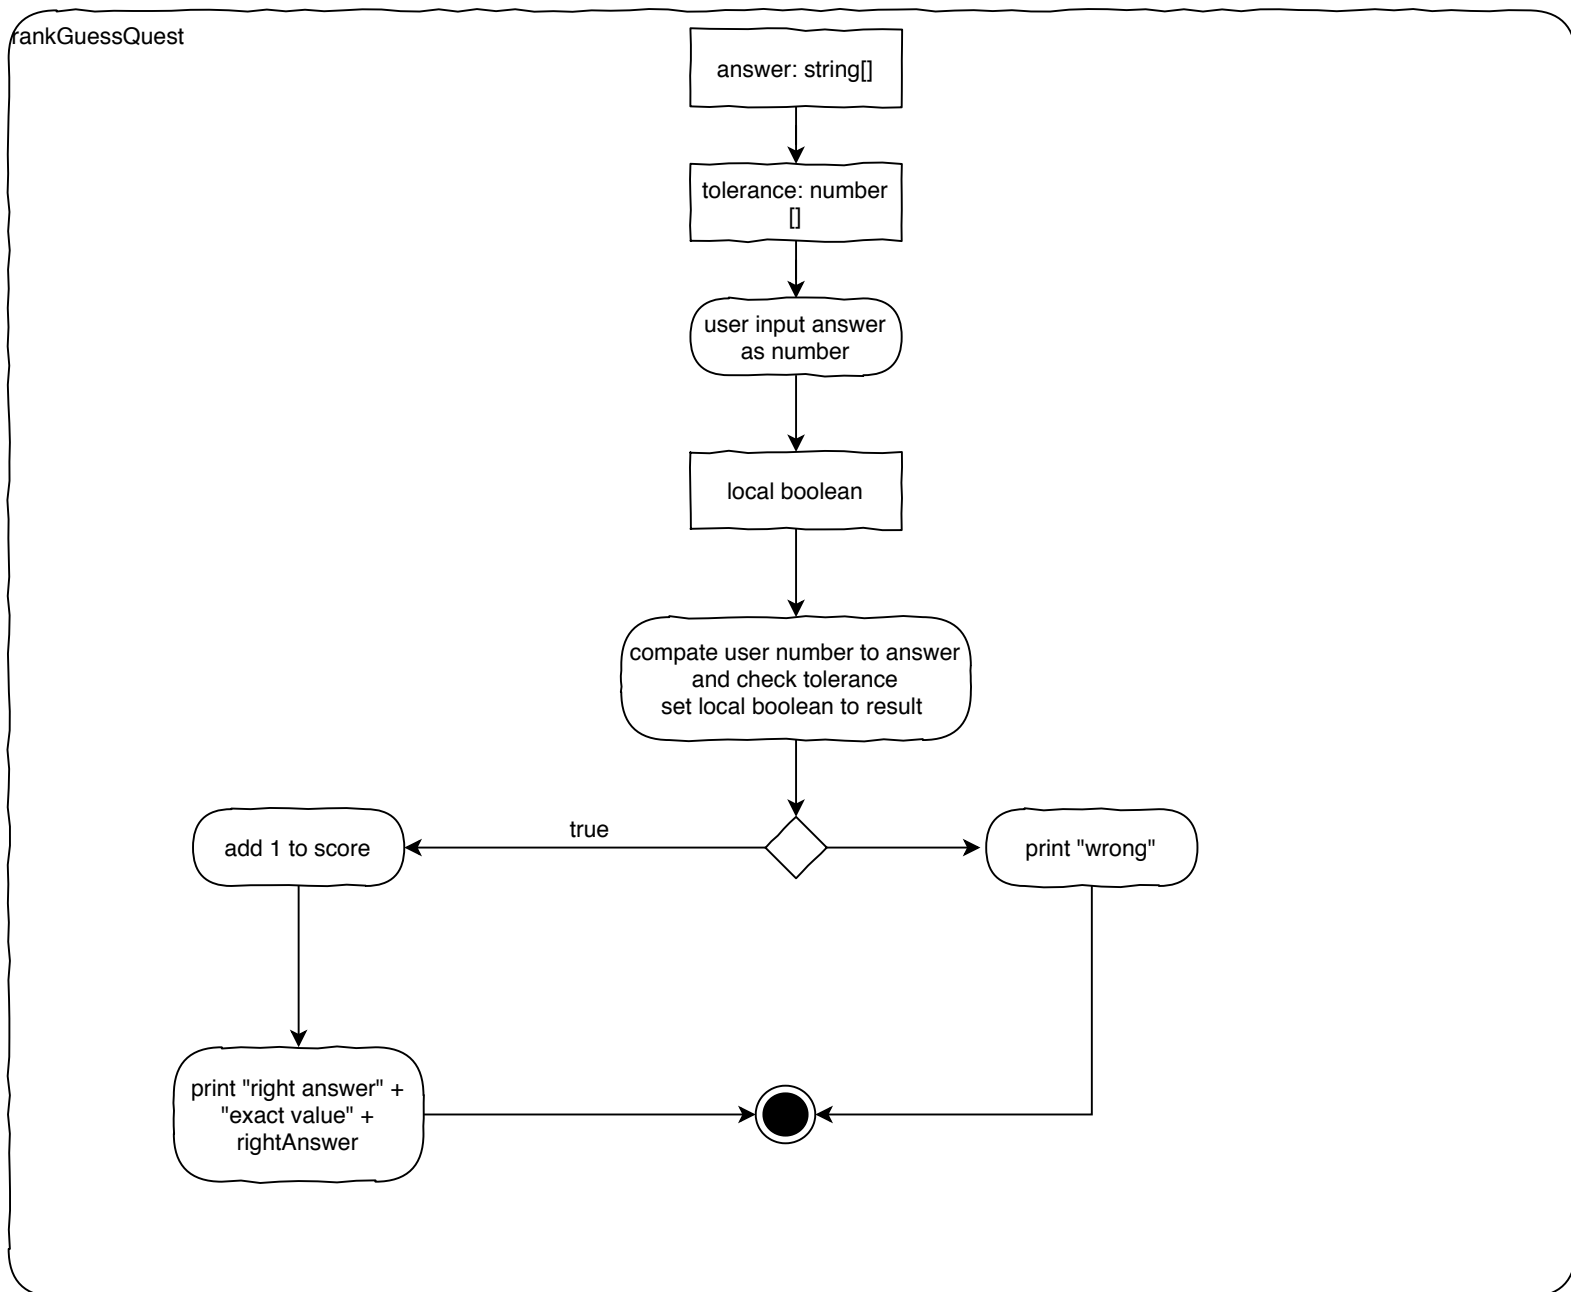 rankGuessQuest
answer: string[]
tolerance: number
[]
user input answer
as number
local boolean
compate user number to answer
and check tolerance
set local boolean to result
add 1 to score
true
print "wrong"
print "right answer" +
"exact value" +
rightAnswer